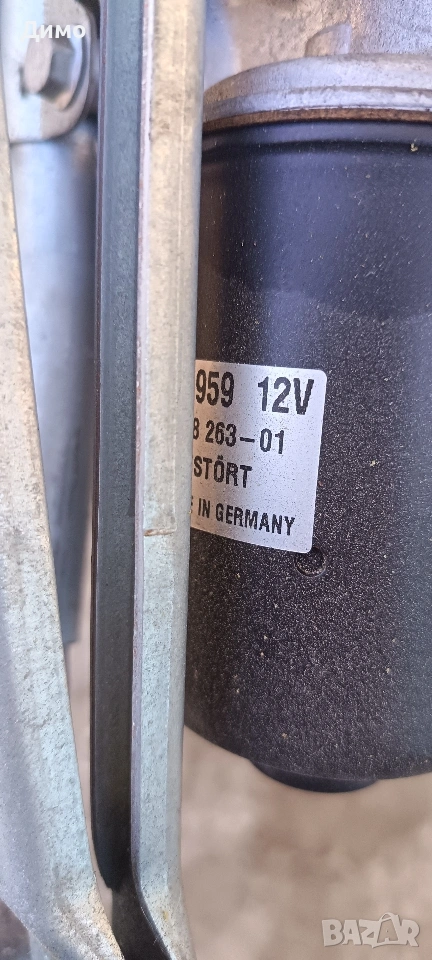 Димо
959 12V
8 263-01
STÖRT
E IN GERMANY
BAZAR